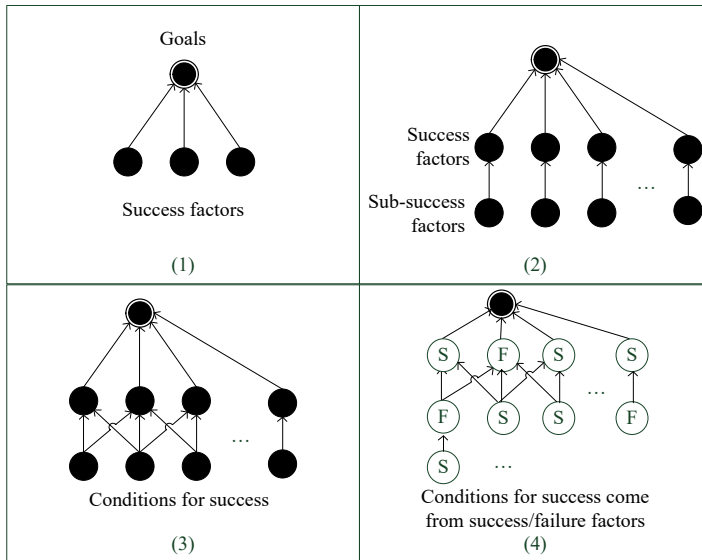 Goals
Success factors
(1)
Success
factors
Sub-success
factors
...
(2)
...
Conditions for success
(3)
S F S S
...
F S S F
S ...
Conditions for success come
from success/failure factors
(4)